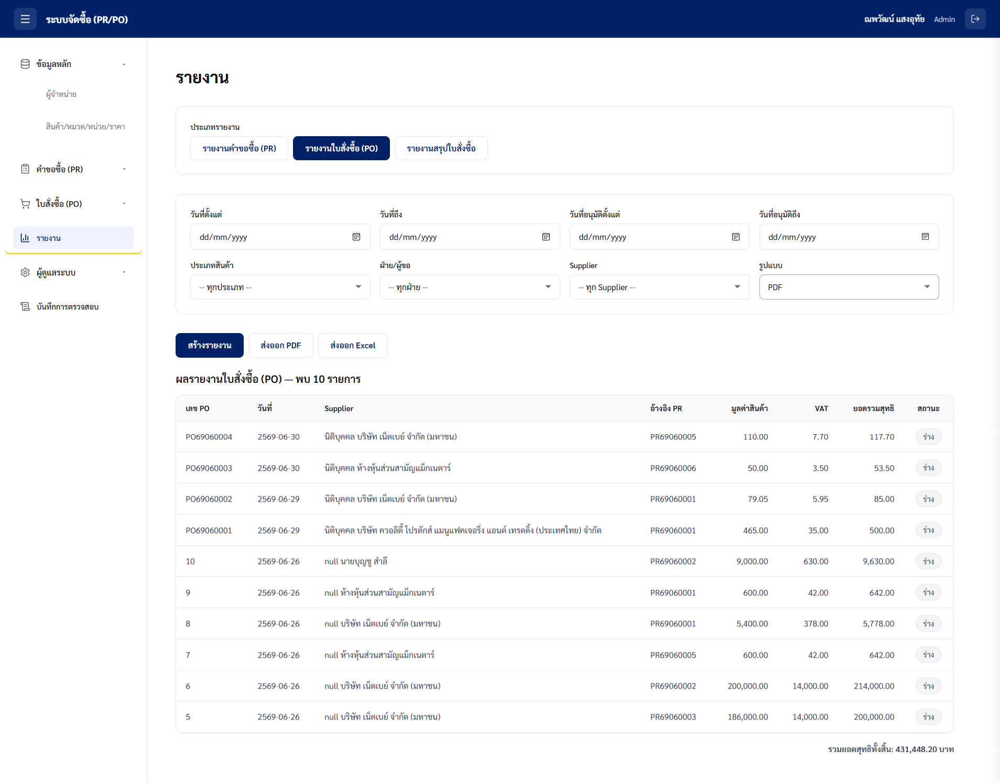 ระบบจัดซื้อ (PR/PO)
ณพวัฒน์ แสงอุทัย Admin
ข้อมูลหลัก
ผู้จำหน่าย
สินค้า/หมวด/หน่วย/ราคา
คำขอซื้อ (PR)
ใบสั่งซื้อ (PO)
รายงาน
ผู้ดูแลระบบ
บันทึกการตรวจสอบ
รายงาน
ประเภทรายงาน
รายงานคำขอซื้อ (PR) รายงานใบสั่งซื้อ (PO) รายงานสรุปใบสั่งซื้อ
วันที่ตั้งแต่ วันที่ถึง วันที่อนุมัติตั้งแต่ วันที่อนุมัติถึง
dd/mm/yyyy dd/mm/yyyy dd/mm/yyyy dd/mm/yyyy
ประเภทสินค้า ฝ่าย/ผู้ขอ Supplier รูปแบบ
-- ทุกประเภท -- -- ทุกฝ่าย -- -- ทุก Supplier -- PDF
สร้างรายงาน ส่งออก PDF ส่งออก Excel
ผลรายงานใบสั่งซื้อ (PO) — พบ 10 รายการ
เลข PO วันที่ Supplier อ้างอิง PR มูลค่าสินค้า VAT ยอดรวมสุทธิ สถานะ
PO69060004 2569-06-30 นิติบุคคล บริษัท เน็ตเบย์ จำกัด (มหาชน) PR69060005 110.00 7.70 117.70 ร่าง
PO69060003 2569-06-30 นิติบุคคล ห้างหุ้นส่วนสามัญแม็กเนตาร์ PR69060006 50.00 3.50 53.50 ร่าง
PO69060002 2569-06-29 นิติบุคคล บริษัท เน็ตเบย์ จำกัด (มหาชน) PR69060001 79.05 5.95 85.00 ร่าง
PO69060001 2569-06-29 นิติบุคคล บริษัท ควอลิตี้ โปรดักส์ แมนูแฟคเจอริ่ง แอนด์ เทรดดิ้ง (ประเทศไทย) จำกัด PR69060001 465.00 35.00 500.00 ร่าง
10 2569-06-26 null นายบุญชู สำลี PR69060002 9,000.00 630.00 9,630.00 ร่าง
9 2569-06-26 null ห้างหุ้นส่วนสามัญแม็กเนตาร์ PR69060001 600.00 42.00 642.00 ร่าง
8 2569-06-26 null บริษัท เน็ตเบย์ จำกัด (มหาชน) PR69060001 5,400.00 378.00 5,778.00 ร่าง
7 2569-06-26 null ห้างหุ้นส่วนสามัญแม็กเนตาร์ PR69060005 600.00 42.00 642.00 ร่าง
6 2569-06-26 null บริษัท เน็ตเบย์ จำกัด (มหาชน) PR69060002 200,000.00 14,000.00 214,000.00 ร่าง
5 2569-06-26 null บริษัท เน็ตเบย์ จำกัด (มหาชน) PR69060003 186,000.00 14,000.00 200,000.00 ร่าง
รวมยอดสุทธิทั้งสิ้น: 431,448.20 บาท